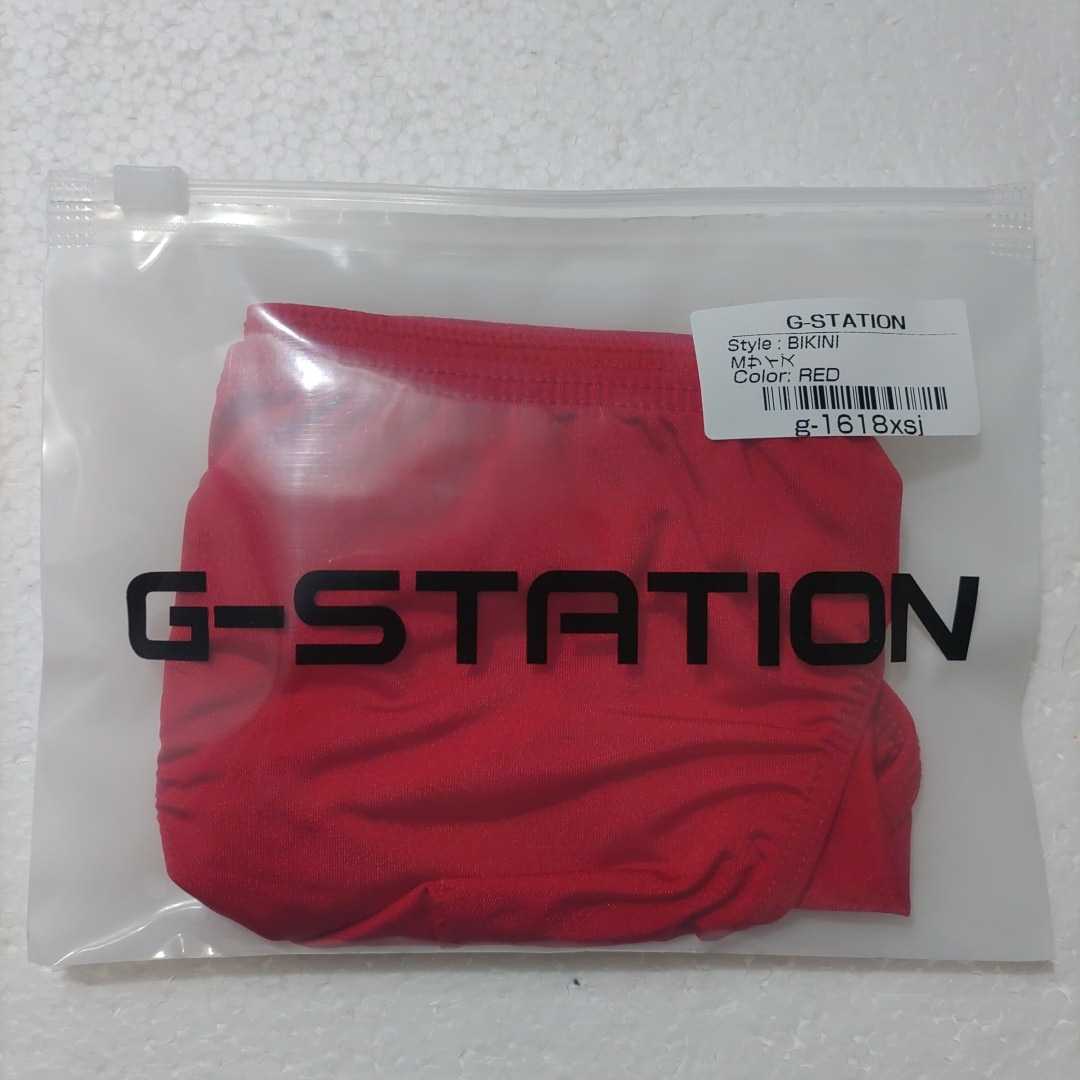 G-STATION
Style : BIKINI
Mサイズ
Color: RED
g-1618xsj
G-STATION